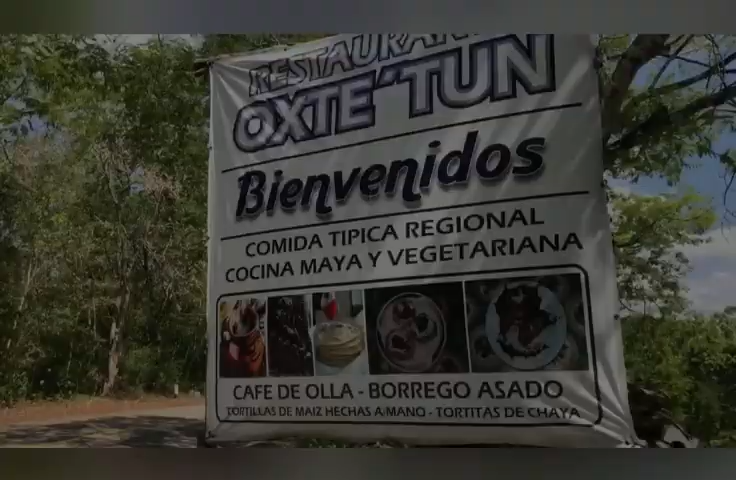 RESTAURANT
OXTE´TUN
Bienvenidos
COMIDA TIPICA REGIONAL
COCINA MAYA Y VEGETARIANA
CAFE DE OLLA - BORREGO ASADO
TORTILLAS DE MAIZ HECHAS A MANO - TORTITAS DE CHAYA